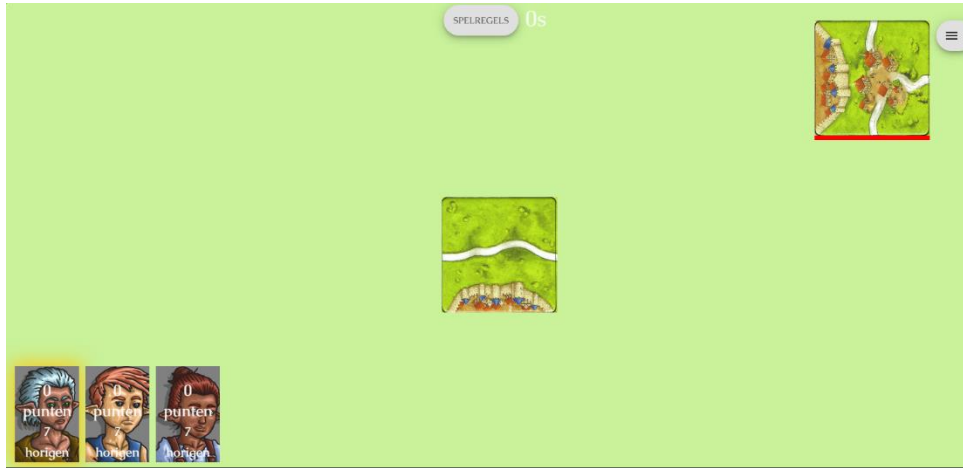 SPELREGELS 0s
0 0 0
punten punten punten
7 7 7
horigen horigen horigen